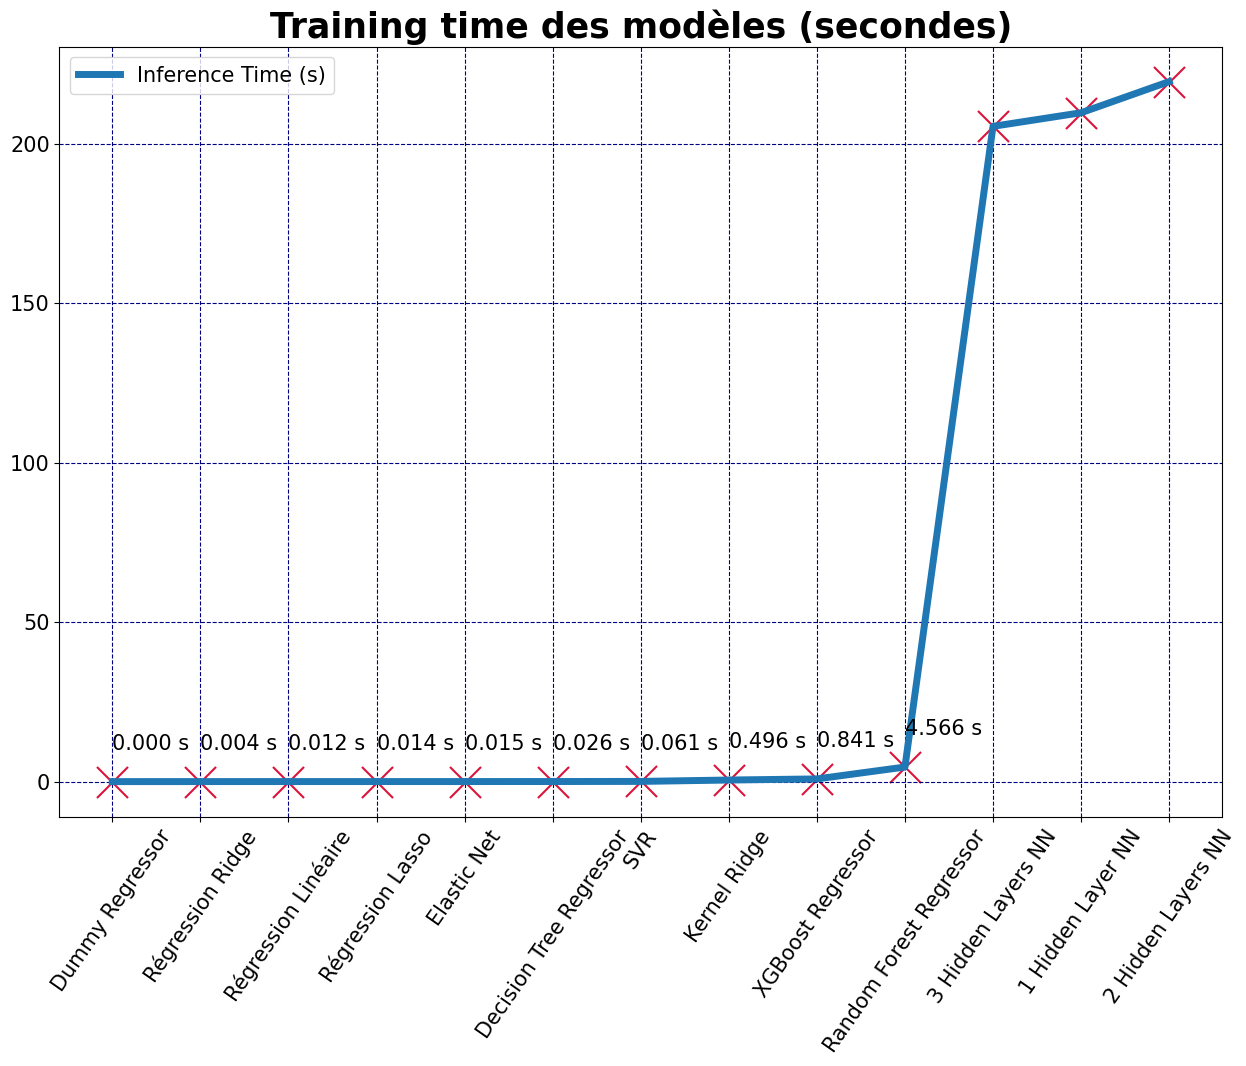 Training time des modèles (secondes)
Inference Time (s)
200
150
100
50
0
0.000 s
0.004 s
0.012 s
0.014 s
0.015 s
0.026 s
0.061 s
0.496 s
0.841 s
4.566 s
Dummy Regressor
Régression Ridge
Régression Linéaire
Régression Lasso
Elastic Net
Decision Tree Regressor
SVR
Kernel Ridge
XGBoost Regressor
Random Forest Regressor
3 Hidden Layers NN
1 Hidden Layer NN
2 Hidden Layers NN